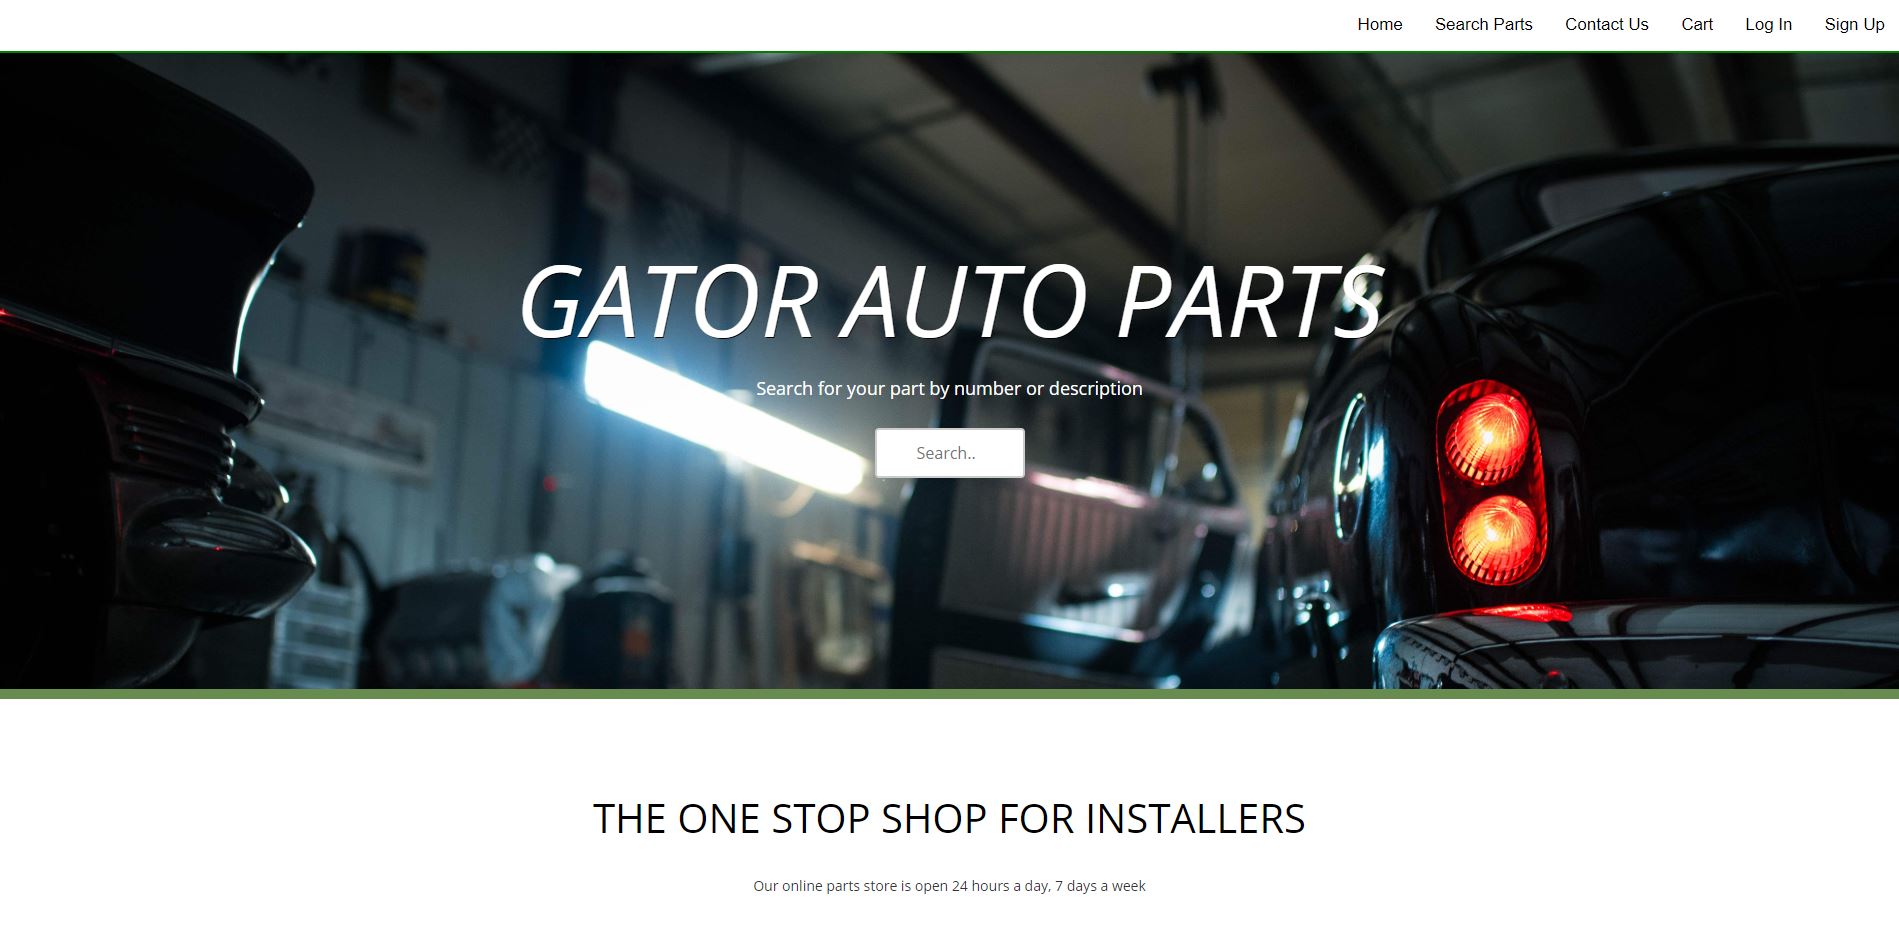 Home Search Parts Contact Us Cart Log In Sign Up
GATOR AUTO PARTS
Search for your part by number or description
Search..
THE ONE STOP SHOP FOR INSTALLERS
Our online parts store is open 24 hours a day, 7 days a week